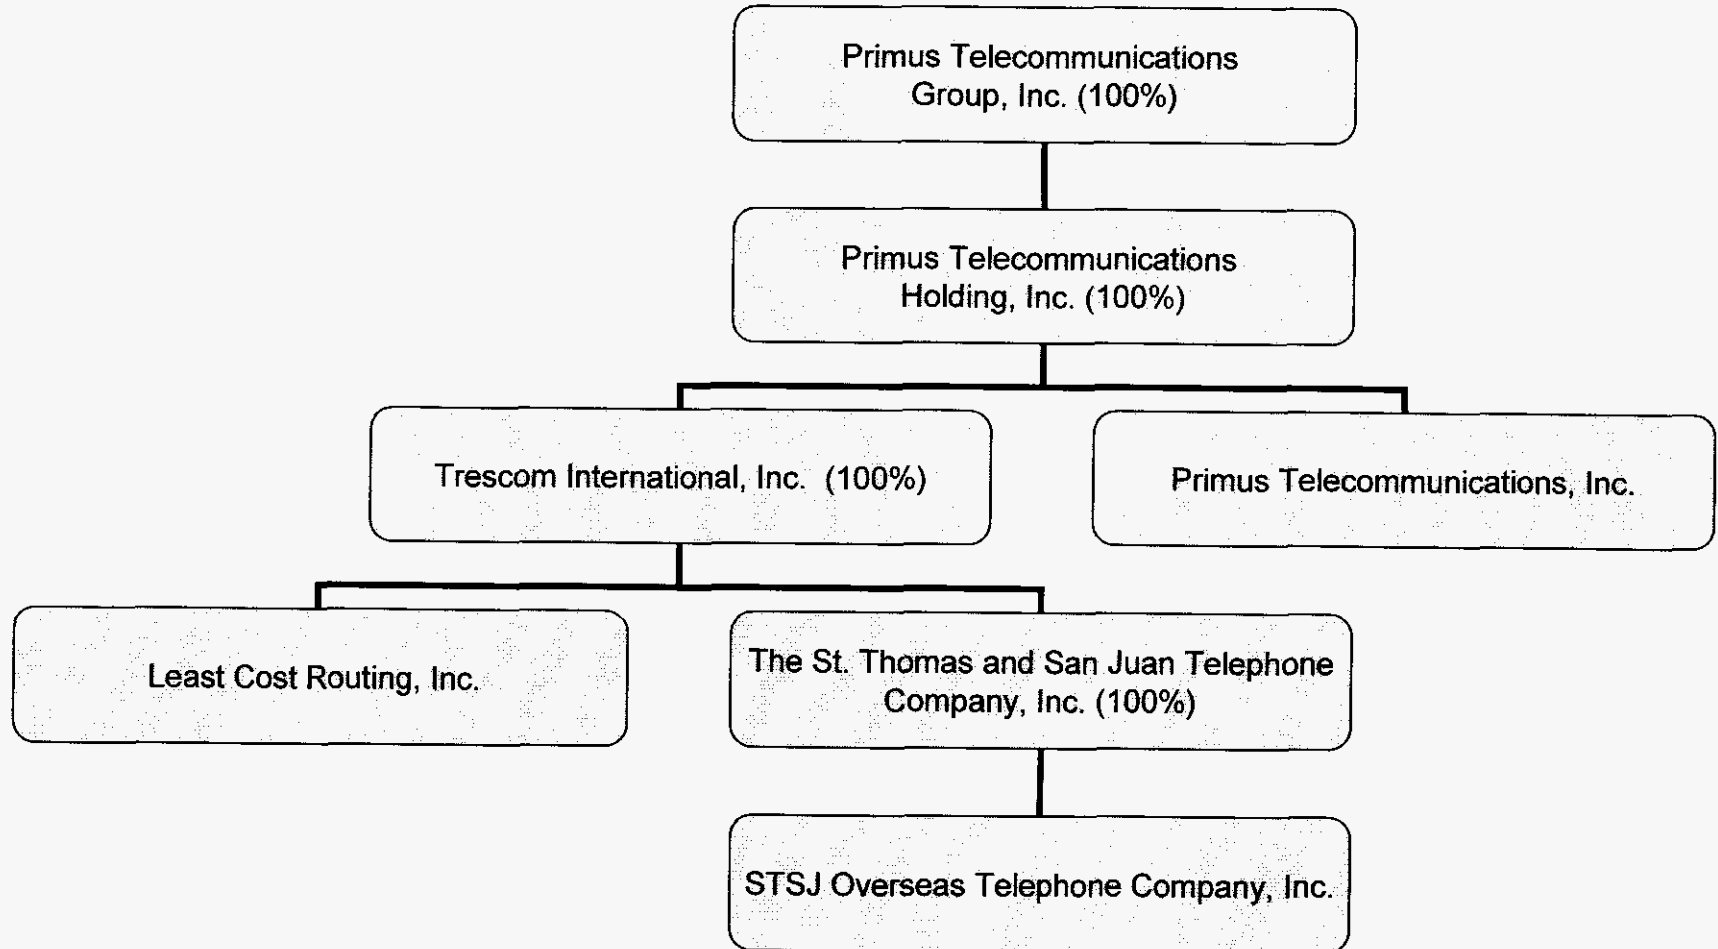 Primus Telecommunications
Group, Inc. (100%)
Primus Telecommunications
Holding, Inc. (100%)
Trescom International, Inc. (100%)
Primus Telecommunications, Inc.
Least Cost Routing, Inc.
The St. Thomas and San Juan Telephone
Company, Inc. (100%)
STSJ Overseas Telephone Company, Inc.